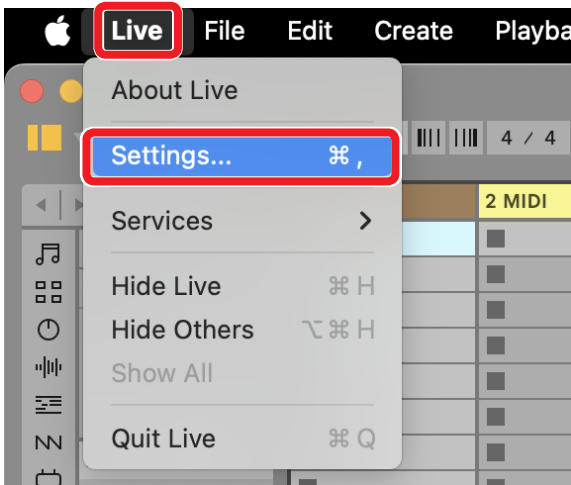 Live File Edit Create Playba
About Live
Settings... ⌘ ,
4 / 4
2 MIDI
Services
Hide Live ⌘ H
Hide Others ⌥ ⌘ H
Show All
Quit Live ⌘ Q